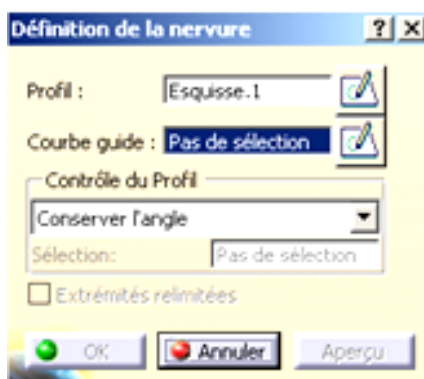 Définition de la nervure ? X
Profil : Esquisse.1
Courbe guide : Pas de sélection
Contrôle du Profil
Conserver l'angle
Sélection: Pas de sélection
Extrémités relimitées
OK Annuler Aperçu